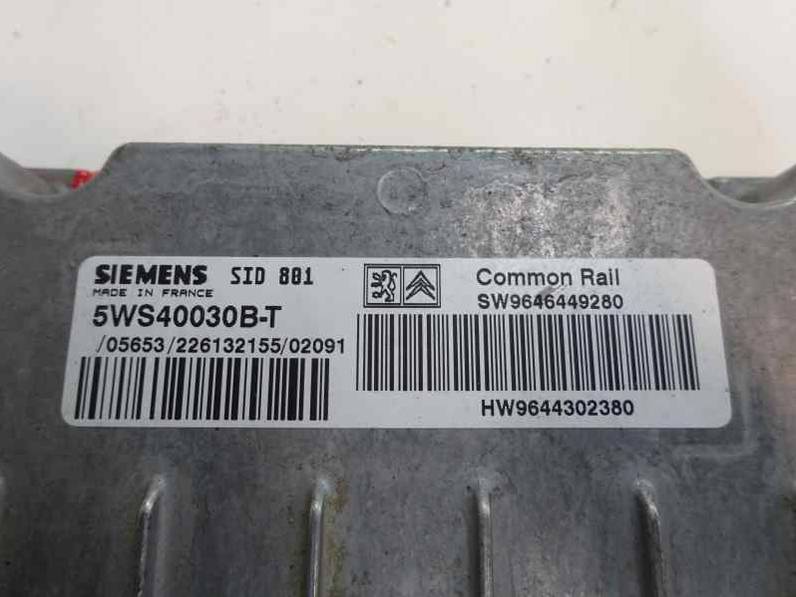 SIEMENS SID 801
MADE IN FRANCE
5WS40030B-T
/05653/226132155/02091
Common Rail
SW9646449280
HW9644302380